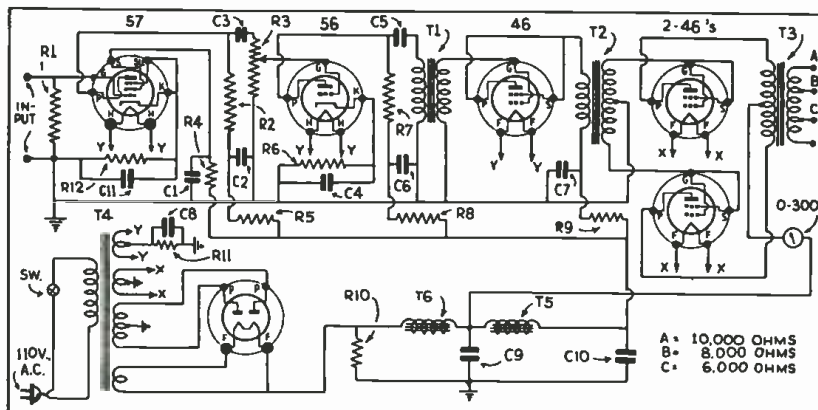 57
56
46
2-46's
C3
R3
C5
T1
T2
T3
R1
INPUT
G
S
P
K
H
H
Y
Y
R2
R4
R12
C11
C1
C2
R6
G
P
K
H
H
Y
Y
C4
R7
C6
R5
R8
G
P
S
F
F
Y
Y
C7
R9
G
P
S
F
F
X
X
G
P
S
F
F
X
X
A
B
C
0-300
T4
C8
Y
Y
R11
X
X
SW.
110V.
A.C.
P
P
F
F
R10
T6
T5
C9
C10
A = 10,000 OHMS
B = 8,000 OHMS
C = 6,000 OHMS